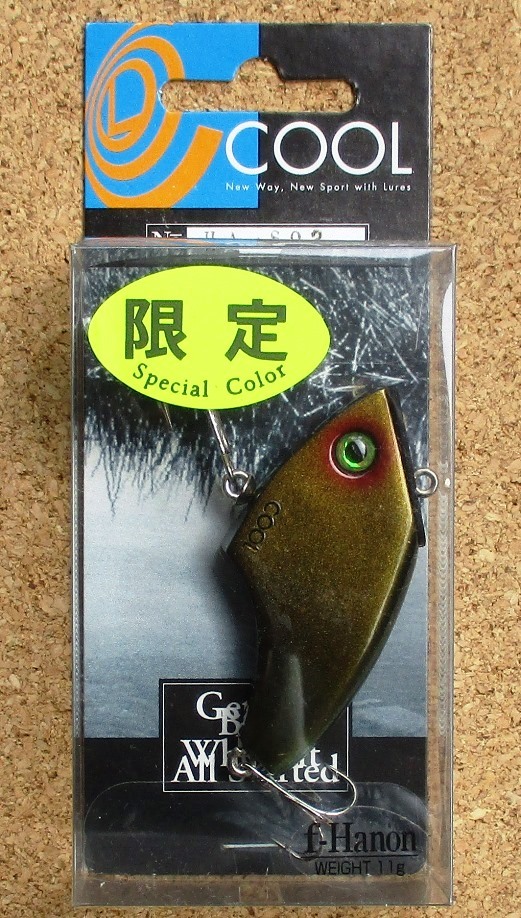 COOL
New Way, New Sport with Lures
限定
Special Color
COOL
All Started
f-Hanon
WEIGHT 11g